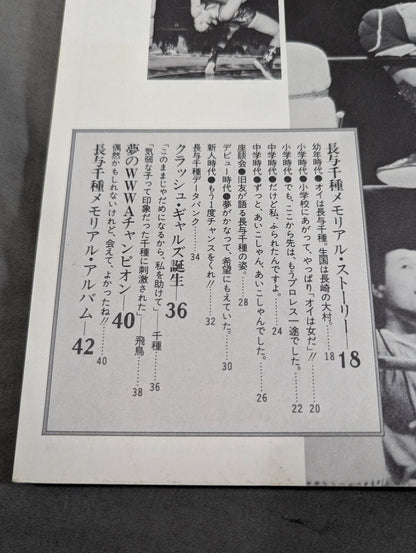 長与千種メモリアル・ストーリー──18
幼年時代●オイは長与千種。生国は長崎の大村。………18
小学時代●小学校にあがって、やっぱり「オイは女だ」!!………20
小学時代●でも、ここから先は、もうプロレス一途でした。………22
中学時代●だけど私、ふられたんですよ。………24
中学時代●ずっと、あいこしゃん、あいこしゃんでした。………26
座談会●旧友が語る長与千種の姿。………28
デビュー時代●夢がかなって、希望にもえていた。………30
新人時代●もう1度チャンスをくれ!!………32
長与千種データバンク………34
クラッシュ・ギャルズ誕生──36
「このままじゃだめになるから、私を助けて」──千種………36
「気弱な子って印象だった千種に刺激された」──飛鳥………38
夢のWWWAチャンピオン──40
偶然かもしれないけれど、会えて、よかったね!!………40
長与千種メモリアル・アルバム──42